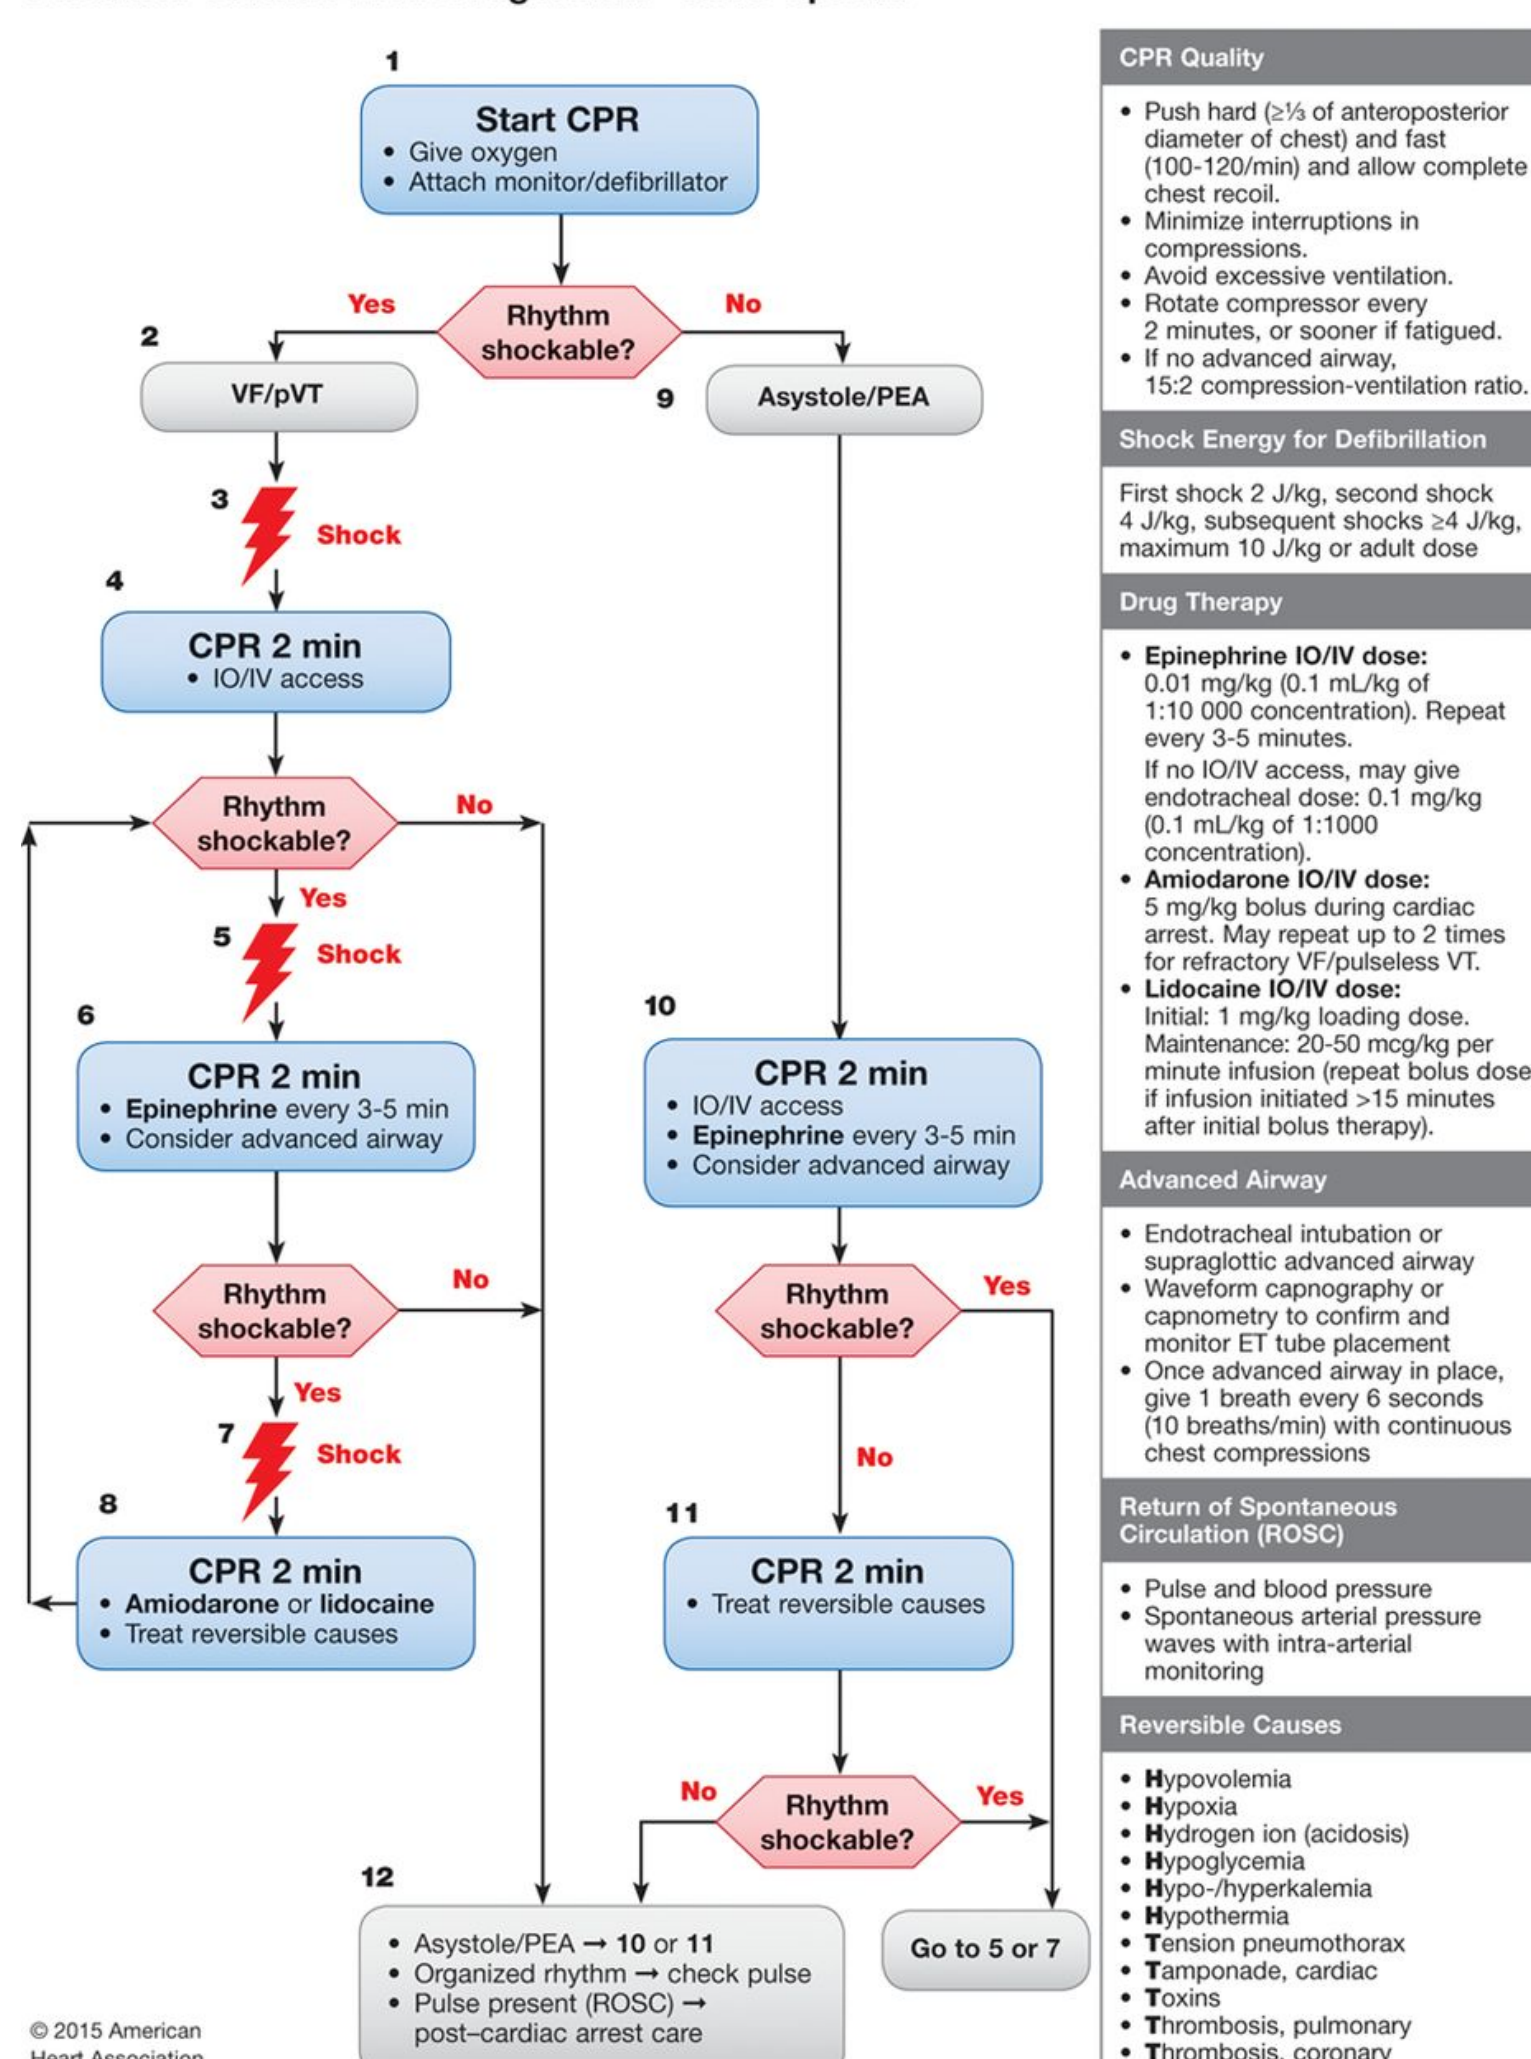 1
Start CPR
• Give oxygen
• Attach monitor/defibrillator
Yes
Rhythm
shockable?
No
2
VF/pVT
9
Asystole/PEA
3
Shock
4
CPR 2 min
• IO/IV access
Rhythm
shockable?
No
Yes
5
Shock
6
CPR 2 min
• Epinephrine every 3-5 min
• Consider advanced airway
Rhythm
shockable?
No
Yes
7
Shock
8
CPR 2 min
• Amiodarone or lidocaine
• Treat reversible causes
10
CPR 2 min
• IO/IV access
• Epinephrine every 3-5 min
• Consider advanced airway
Rhythm
shockable?
Yes
No
11
CPR 2 min
• Treat reversible causes
No
Rhythm
shockable?
Yes
12
• Asystole/PEA → 10 or 11
• Organized rhythm → check pulse
• Pulse present (ROSC) →
post–cardiac arrest care
Go to 5 or 7
© 2015 American
Heart Association
CPR Quality
• Push hard (≥⅓ of anteroposterior
diameter of chest) and fast
(100-120/min) and allow complete
chest recoil.
• Minimize interruptions in
compressions.
• Avoid excessive ventilation.
• Rotate compressor every
2 minutes, or sooner if fatigued.
• If no advanced airway,
15:2 compression-ventilation ratio.
Shock Energy for Defibrillation
First shock 2 J/kg, second shock
4 J/kg, subsequent shocks ≥4 J/kg,
maximum 10 J/kg or adult dose
Drug Therapy
• Epinephrine IO/IV dose:
0.01 mg/kg (0.1 mL/kg of
1:10 000 concentration). Repeat
every 3-5 minutes.
If no IO/IV access, may give
endotracheal dose: 0.1 mg/kg
(0.1 mL/kg of 1:1000
concentration).
• Amiodarone IO/IV dose:
5 mg/kg bolus during cardiac
arrest. May repeat up to 2 times
for refractory VF/pulseless VT.
• Lidocaine IO/IV dose:
Initial: 1 mg/kg loading dose.
Maintenance: 20-50 mcg/kg per
minute infusion (repeat bolus dose
if infusion initiated >15 minutes
after initial bolus therapy).
Advanced Airway
• Endotracheal intubation or
supraglottic advanced airway
• Waveform capnography or
capnometry to confirm and
monitor ET tube placement
• Once advanced airway in place,
give 1 breath every 6 seconds
(10 breaths/min) with continuous
chest compressions
Return of Spontaneous
Circulation (ROSC)
• Pulse and blood pressure
• Spontaneous arterial pressure
waves with intra-arterial
monitoring
Reversible Causes
• Hypovolemia
• Hypoxia
• Hydrogen ion (acidosis)
• Hypoglycemia
• Hypo-/hyperkalemia
• Hypothermia
• Tension pneumothorax
• Tamponade, cardiac
• Toxins
• Thrombosis, pulmonary
• Thrombosis, coronary